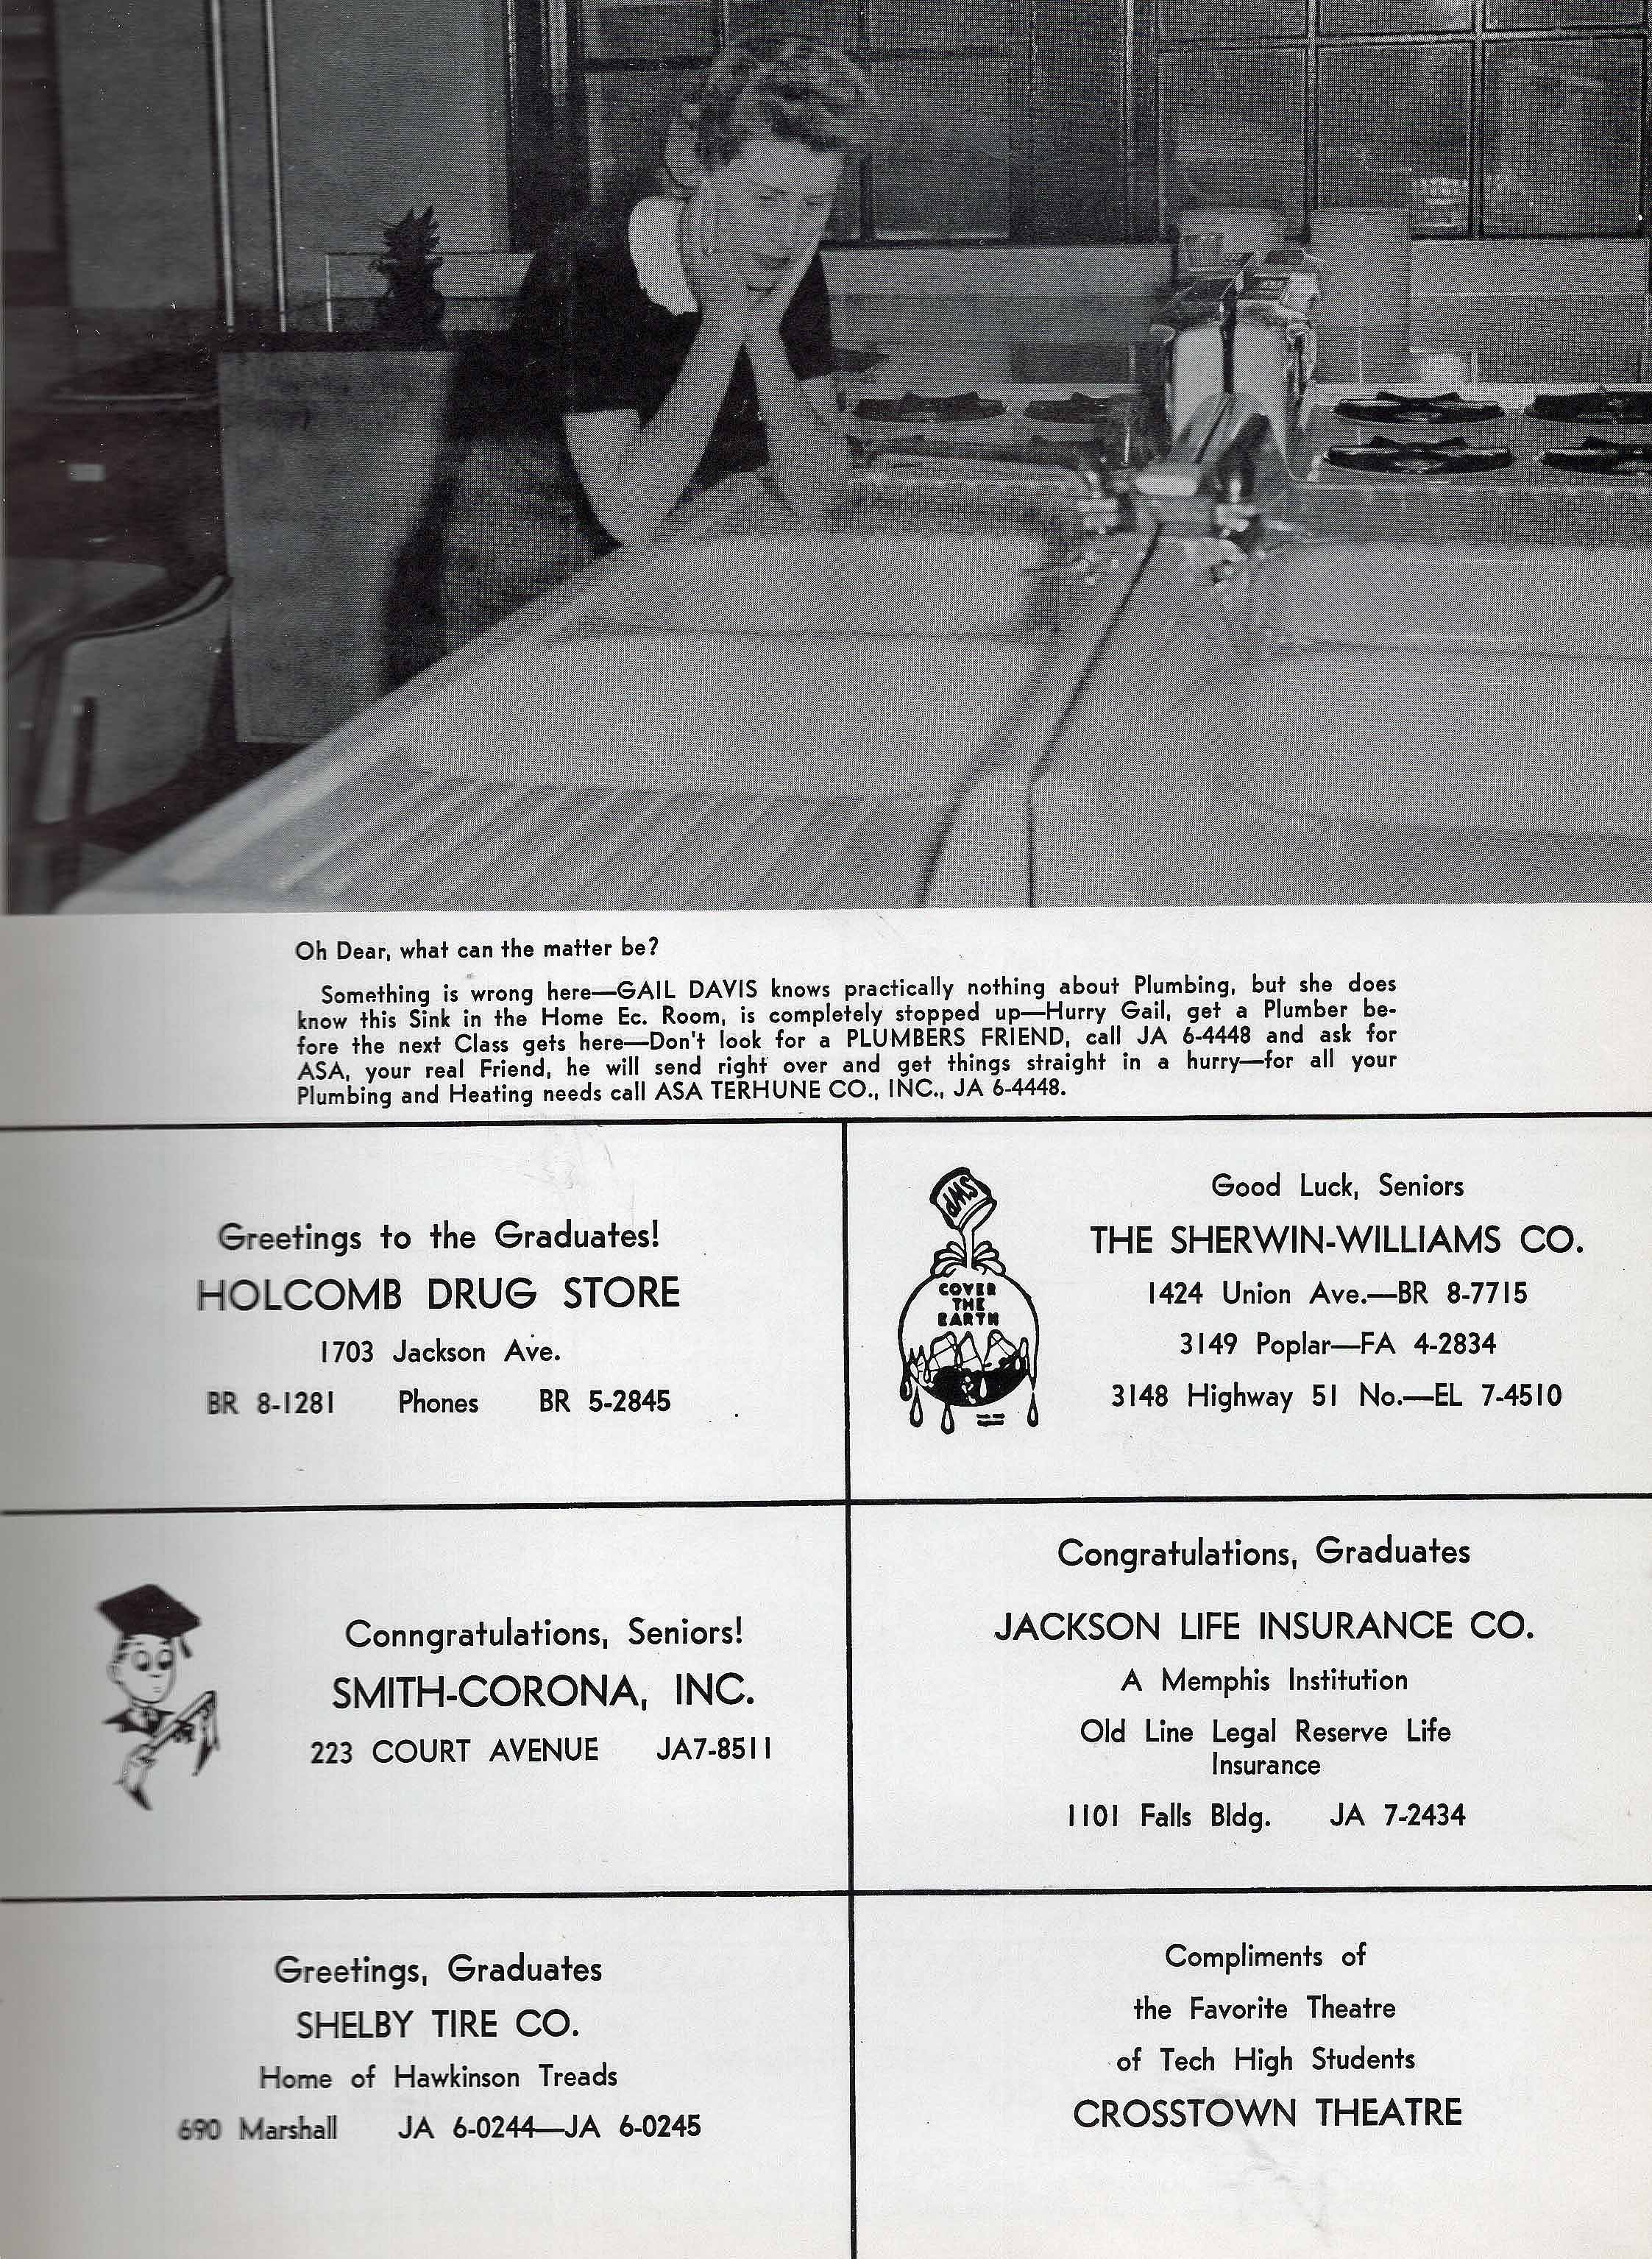 Oh Dear, what can the matter be?
Something is wrong here—GAIL DAVIS knows practically nothing about Plumbing, but she does
know this Sink in the Home Ec. Room, is completely stopped up—Hurry Gail, get a Plumber be-
fore the next Class gets here—Don't look for a PLUMBERS FRIEND, call JA 6-4448 and ask for
ASA, your real Friend, he will send right over and get things straight in a hurry—for all your
Plumbing and Heating needs call ASA TERHUNE CO., INC., JA 6-4448.
Greetings to the Graduates!
HOLCOMB DRUG STORE
1703 Jackson Ave.
BR 8-1281 Phones BR 5-2845
SWP
COVER
THE
EARTH
Good Luck, Seniors
THE SHERWIN-WILLIAMS CO.
1424 Union Ave.—BR 8-7715
3149 Poplar—FA 4-2834
3148 Highway 51 No.—EL 7-4510
Conngratulations, Seniors!
SMITH-CORONA, INC.
223 COURT AVENUE JA7-8511
Congratulations, Graduates
JACKSON LIFE INSURANCE CO.
A Memphis Institution
Old Line Legal Reserve Life
Insurance
1101 Falls Bldg. JA 7-2434
Greetings, Graduates
SHELBY TIRE CO.
Home of Hawkinson Treads
690 Marshall JA 6-0244—JA 6-0245
Compliments of
the Favorite Theatre
of Tech High Students
CROSSTOWN THEATRE